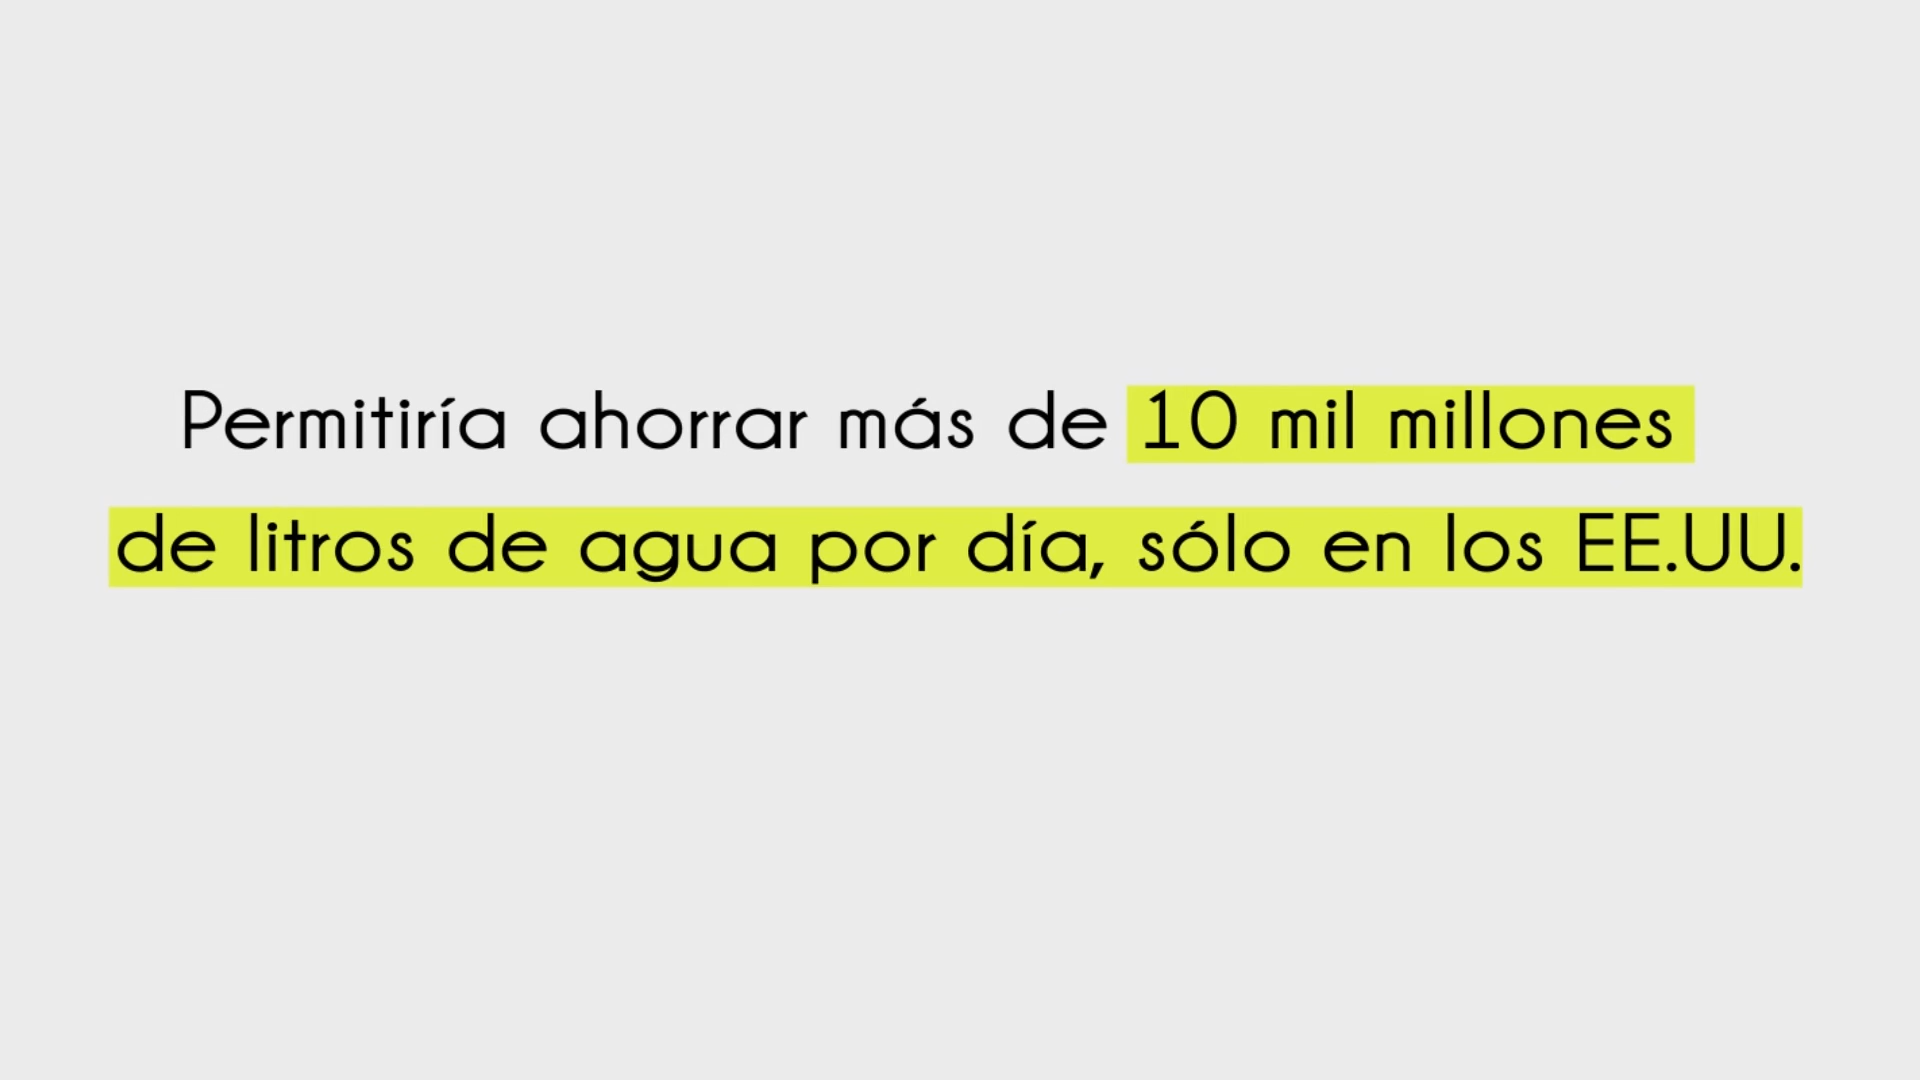 Permitiría ahorrar más de 10 mil millones
de litros de agua por día, sólo en los EE.UU.